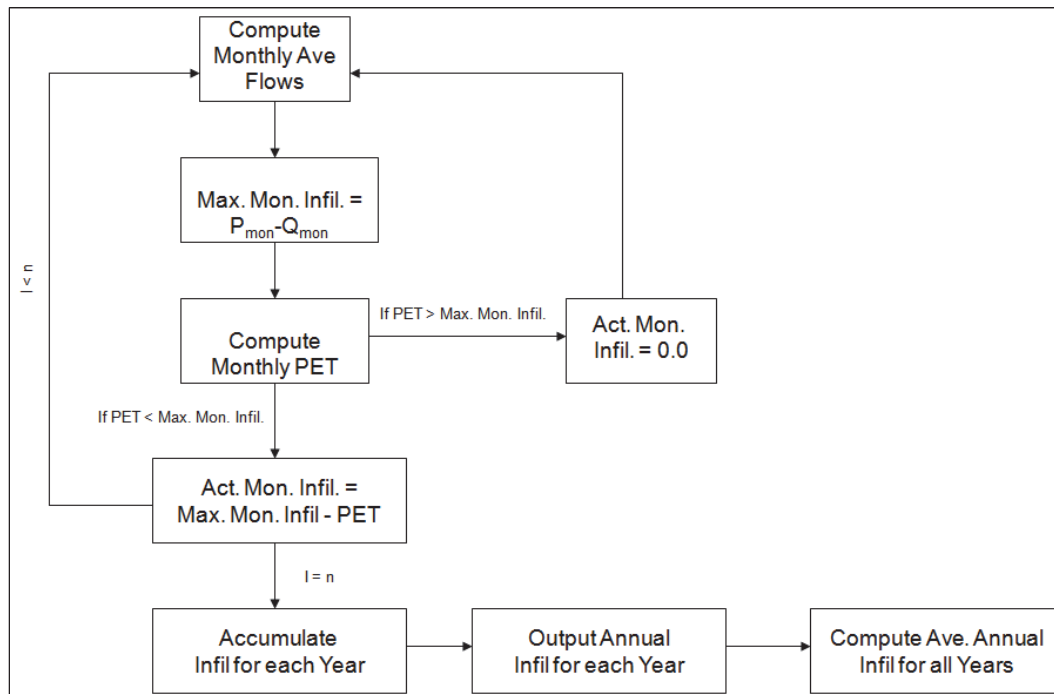 Compute
Monthly Ave
Flows
Max. Mon. Infil. =
Pmon-Qmon
I < n
If PET > Max. Mon. Infil.
Compute
Monthly PET
Act. Mon.
Infil. = 0.0
If PET < Max. Mon. Infil.
Act. Mon. Infil. =
Max. Mon. Infil - PET
I = n
Accumulate
Infil for each Year
Output Annual
Infil for each Year
Compute Ave. Annual
Infil for all Years